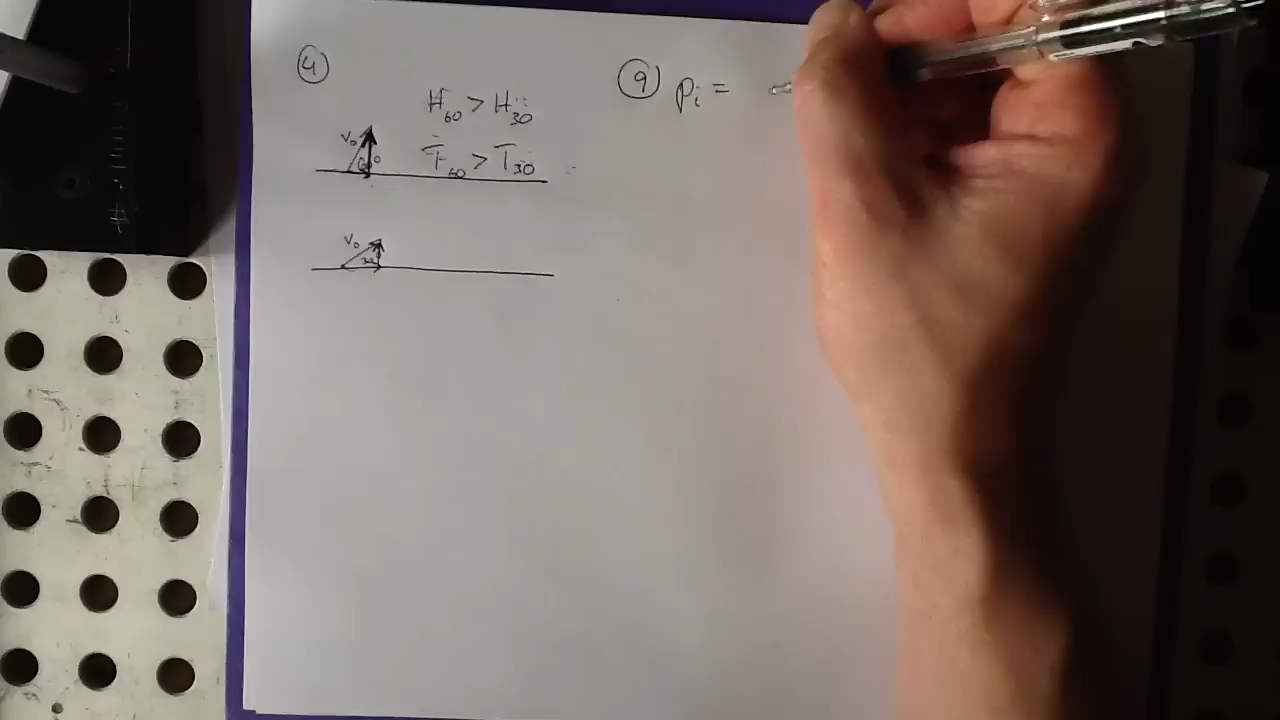 ④
H₆₀ > H₃₀
v₀ 60
T₆₀ > T₃₀
v₀ 30
⑨ pᵢ =